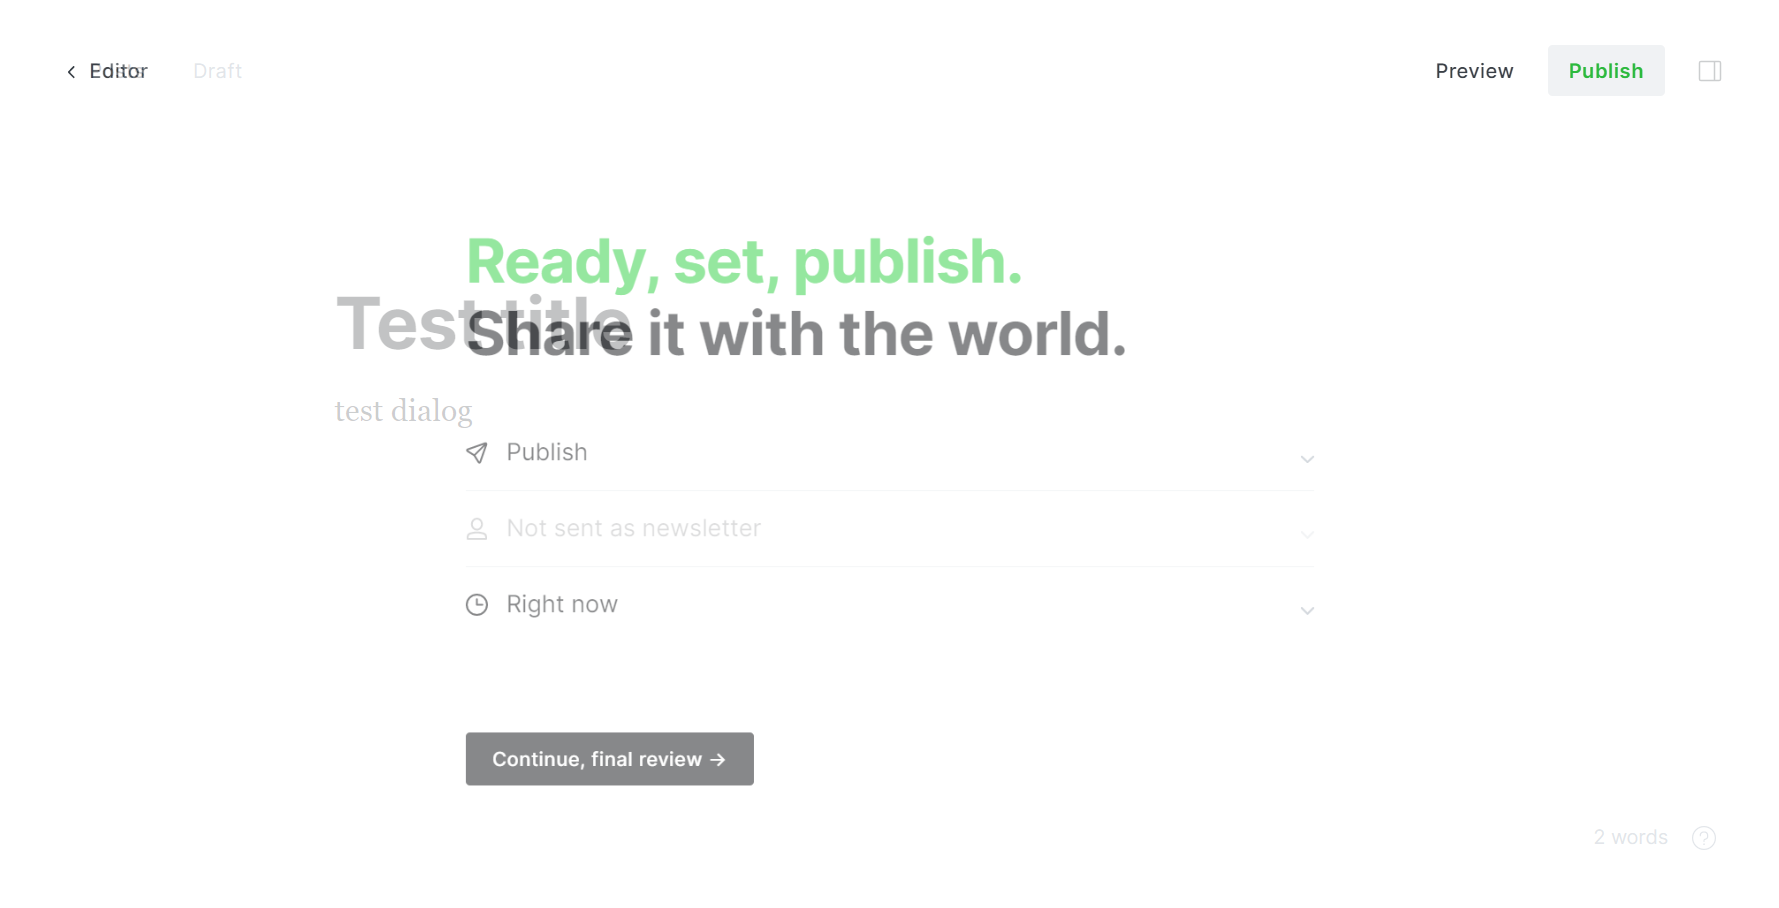 Editor
Posts
Draft
Preview
Publish
Ready, set, publish.
Test title
Share it with the world.
test dialog
Publish
Not sent as newsletter
Right now
Continue, final review →
2 words
?